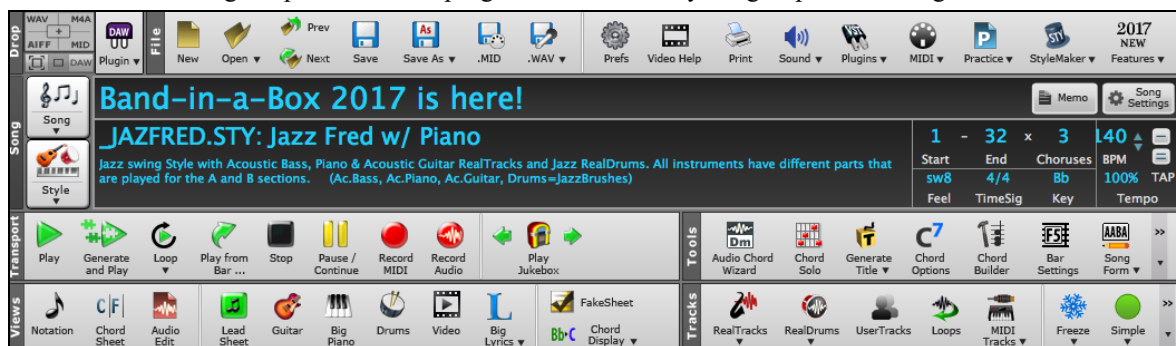 Drop
WAV M4A
+
AIFF MID
DAW
DAW
Plugin ▼
File
New
Open ▼
Prev
Next
Save
As
Save As ▼
.MID
.WAV ▼
Prefs
Video Help
Print
Sound ▼
Plugins ▼
MIDI ▼
P
Practice ▼
STY
StyleMaker ▼
2017
NEW
Features ▼
Song
Song
▼
Style
▼
Band-in-a-Box 2017 is here!
Memo
Song
Settings
_JAZFRED.STY: Jazz Fred w/ Piano
Jazz swing Style with Acoustic Bass, Piano & Acoustic Guitar RealTracks and Jazz RealDrums. All instruments have different parts that
are played for the A and B sections. (Ac.Bass, Ac.Piano, Ac.Guitar, Drums=JazzBrushes)
1 - 32 x 3 140
Start End Choruses BPM
sw8 4/4 Bb 100% TAP
Feel TimeSig Key Tempo
Transport
Play
Generate
and Play
Loop
▼
Play from
Bar ...
Stop
Pause /
Continue
Record
MIDI
Record
Audio
Play
Jukebox
Tools
Dm
Audio Chord
Wizard
Chord
Solo
Generate
Title ▼
C7
Chord
Options
Chord
Builder
Bar
Settings
AABA
Song
Form ▼
»
Views
Notation
C|F|
Chord
Sheet
Audio
Edit
Lead
Sheet
Guitar
Big
Piano
Drums
Video
L
Big
Lyrics ▼
FakeSheet
Bb▸C
Chord
Display ▼
Tracks
RealTracks
▼
RealDrums
▼
UserTracks
Loops
MIDI
Tracks ▼
Freeze
▼
Simple
▼
»